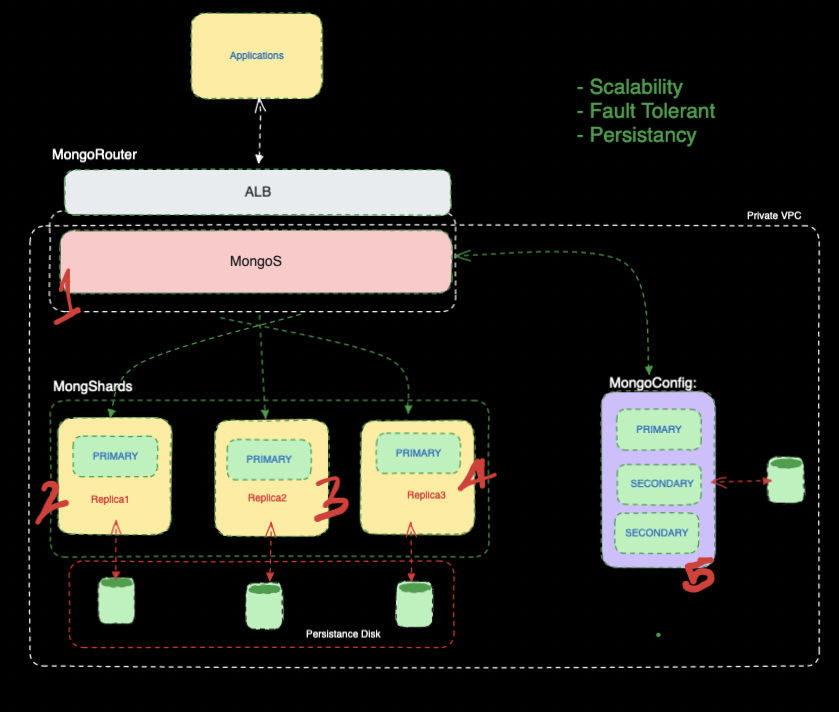 Applications
- Scalability
- Fault Tolerant
- Persistancy
MongoRouter
ALB
Private VPC
MongoS
1
MongShards
MongoConfig:
PRIMARY
PRIMARY
PRIMARY
PRIMARY
Replica1
Replica2
Replica3
2
3
4
SECONDARY
SECONDARY
5
Persistance Disk